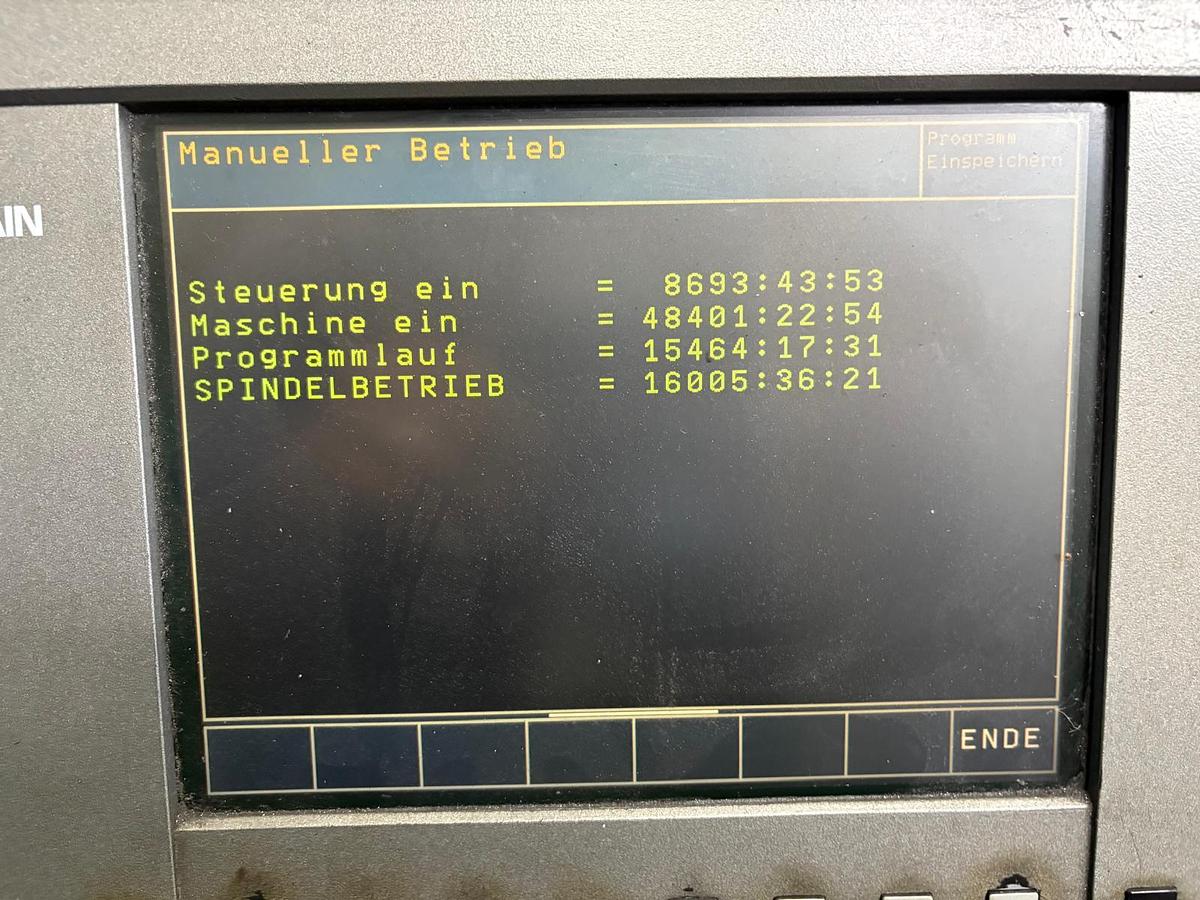 Manueller Betrieb
Programm
Einspeichern
AIN
Steuerung ein = 8693:43:53
Maschine ein = 48401:22:54
Programmlauf = 15464:17:31
SPINDELBETRIEB = 16005:36:21
ENDE